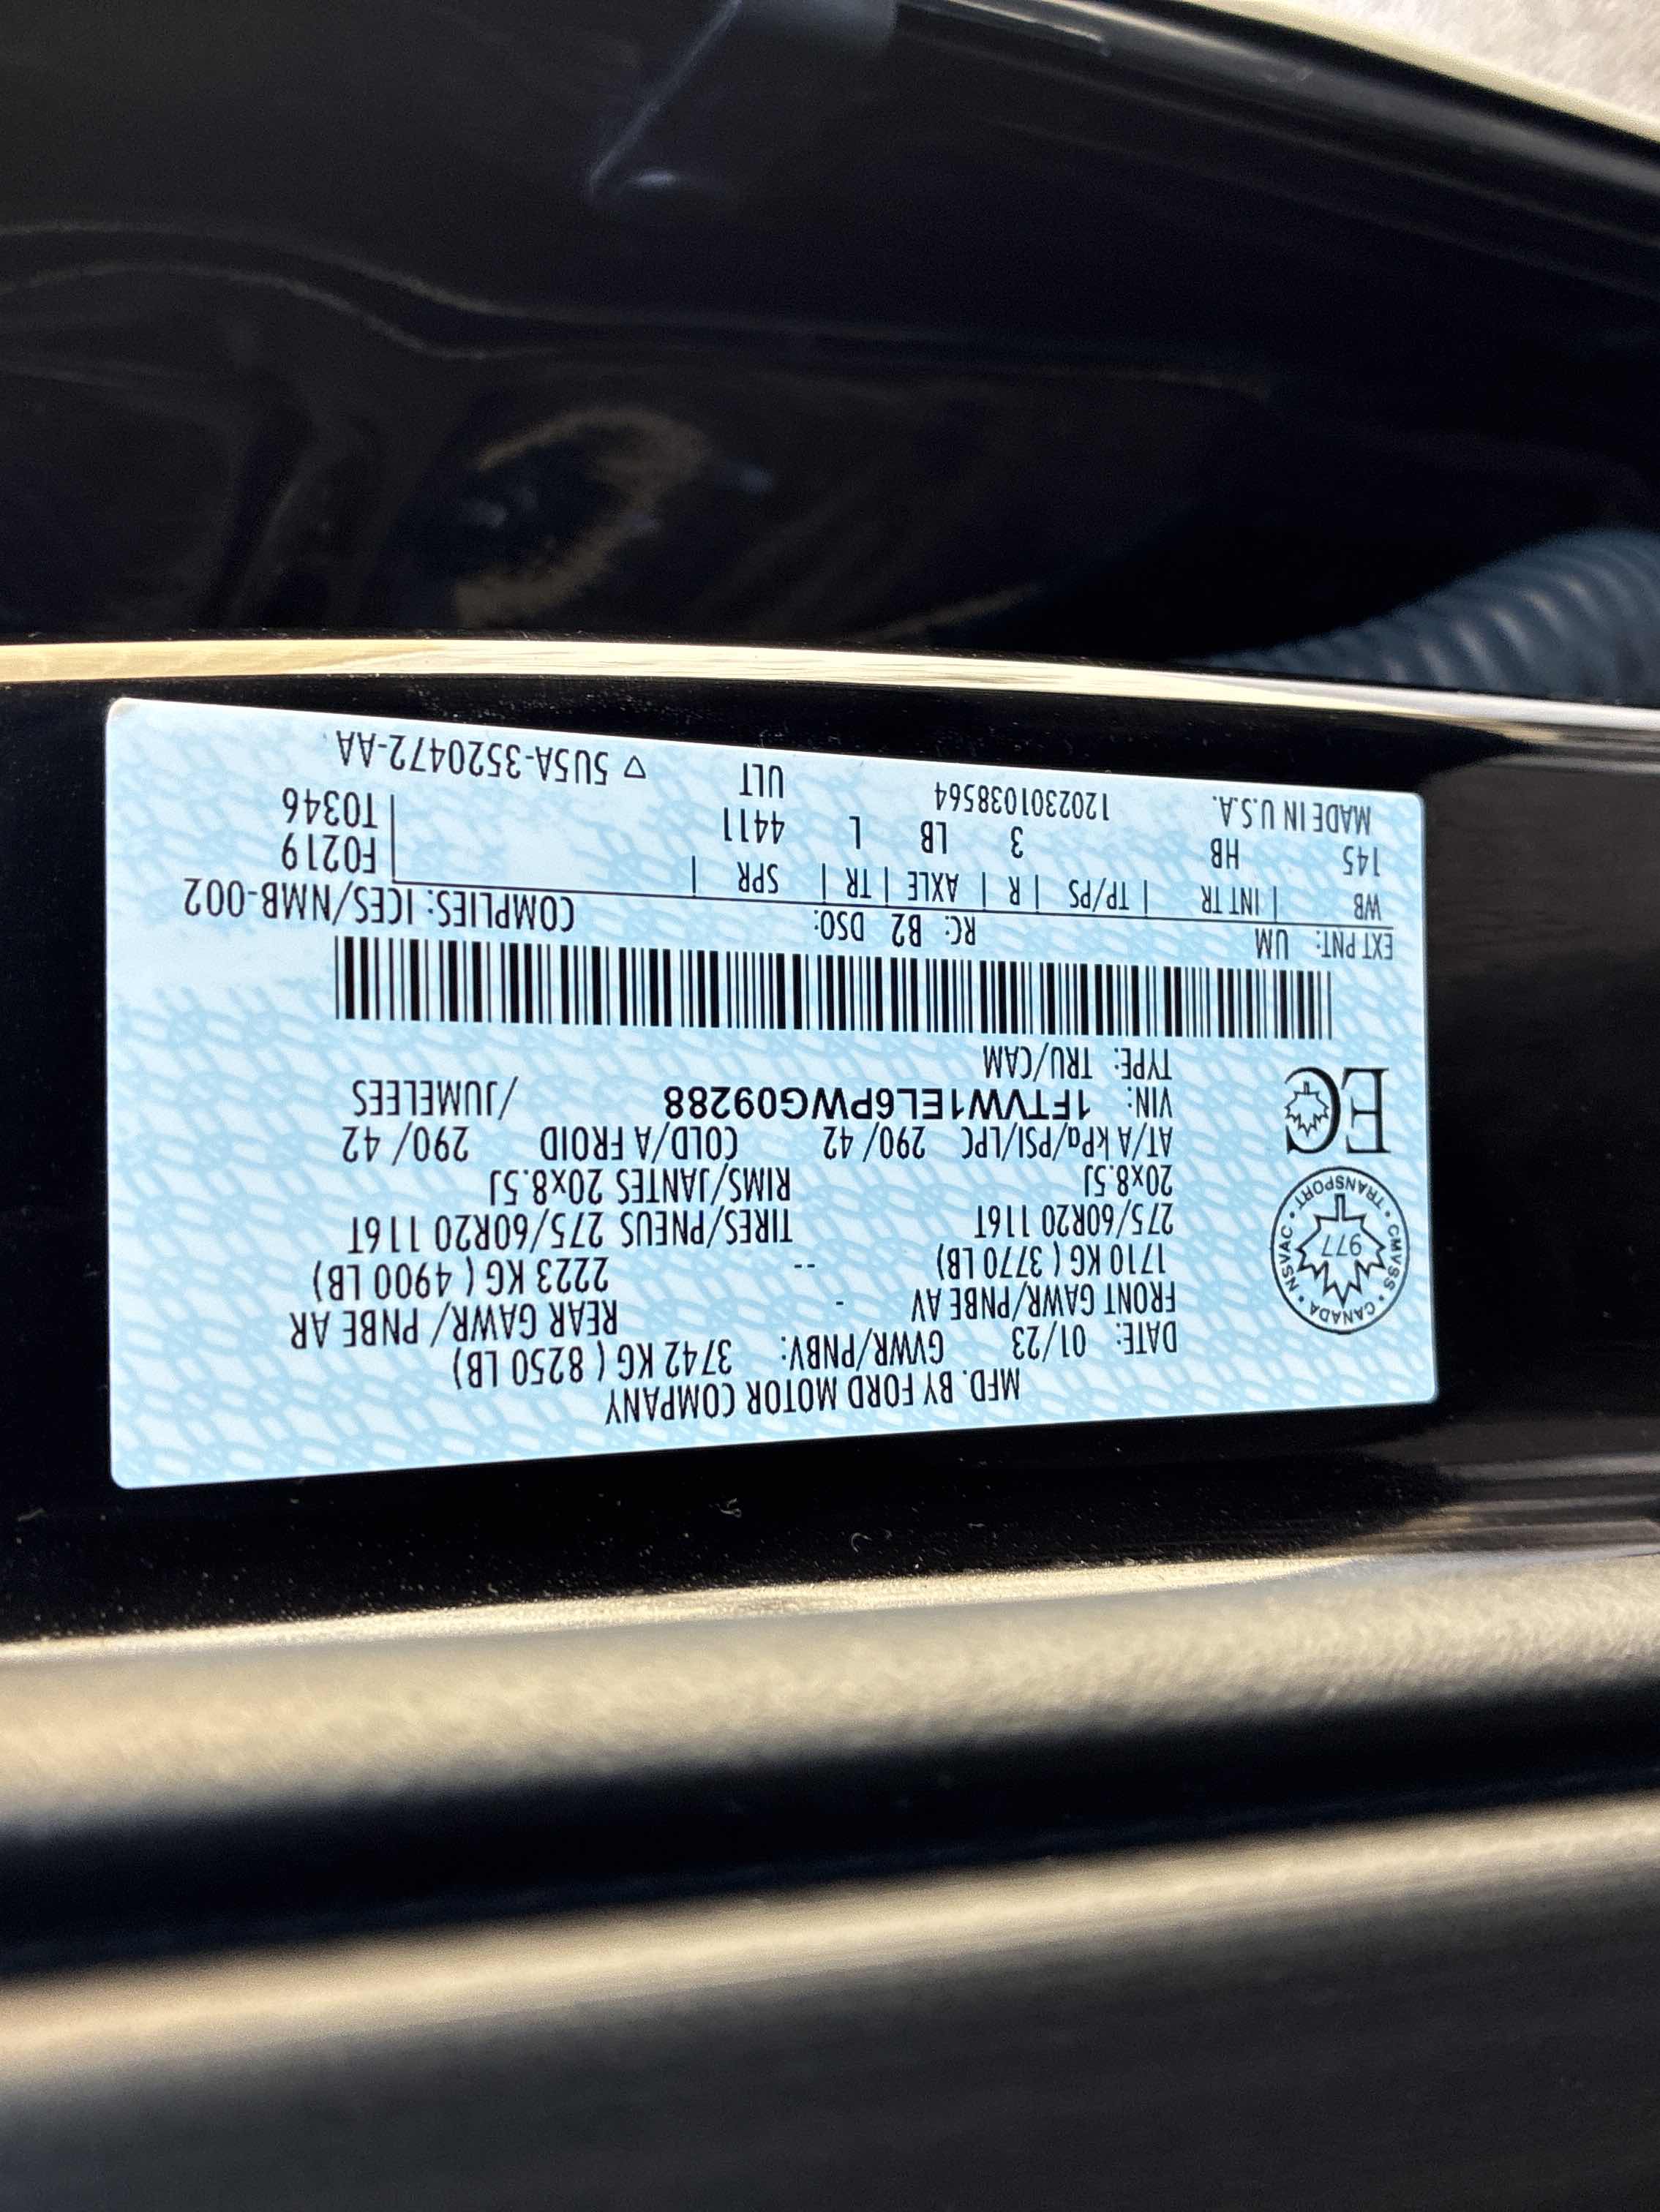 MFD. BY FORD MOTOR COMPANY
DATE: 01/23 GVWR/PNBV: 3742 KG ( 8250 LB)
FRONT GAWR/PNBE AV - REAR GAWR/ PNBE AR
1710 KG ( 3770 LB) -- 2223 KG ( 4900 LB)
275/60R20 116T TIRES/PNEUS 275/60R20 116T
20x8.5J RIMS/JANTES 20x8.5J
AT/A kPa/PSI/LPC 290/42 COLD/A FROID 290/42
VIN: 1FTVW1EL6PWG09288 /JUMELEES
TYPE: TRU/CAM
CANADA • CMVSS • TRANSPORT • NSVAC •
977
EC
EXT PNT: UM RC: B2 DSO: COMPLIES: ICES/NMB-002
WB | INT TR | TP/PS | R | AXLE | TR | SPR | F0219
145 HB 3 LB L 4411 T0346
MADE IN U.S.A. 1202301038564 ULT ▽ 5U5A-3520472-AA